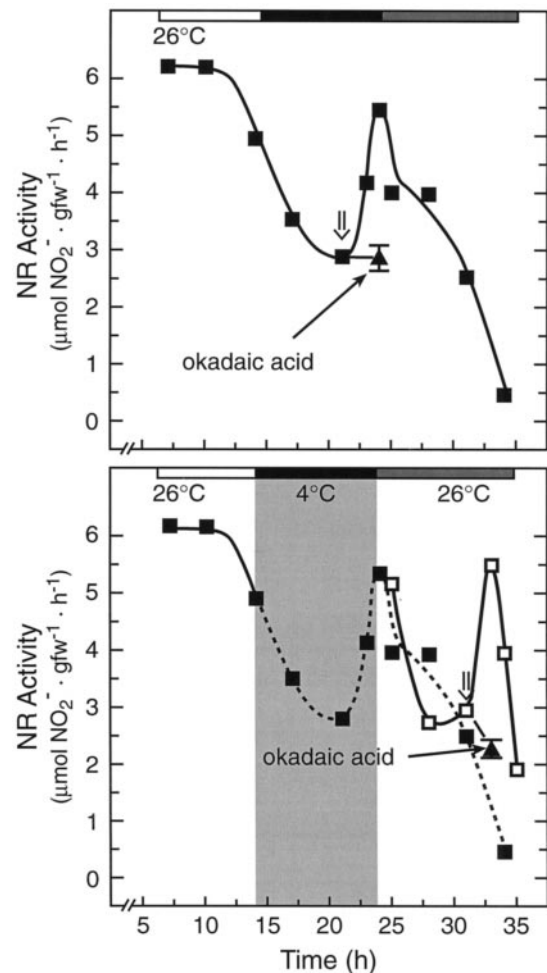 26°C
6
5
4
3
2
1
0
NR Activity
(μmol NO₂⁻ · gfw⁻¹ · h⁻¹)
okadaic acid
26°C 4°C 26°C
6
5
4
3
2
1
0
NR Activity
(μmol NO₂⁻ · gfw⁻¹ · h⁻¹)
okadaic acid
5 10 15 20 25 30 35
Time (h)